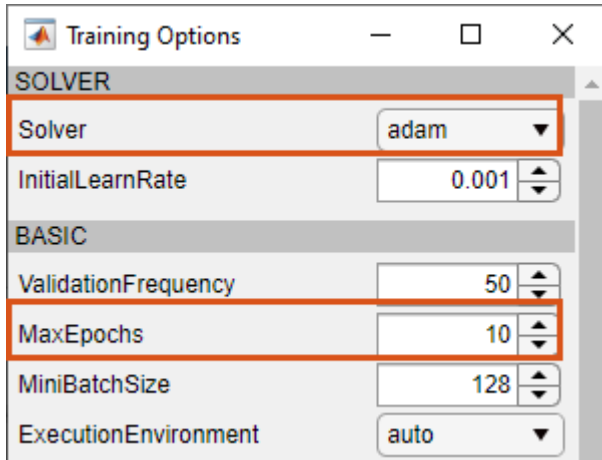 Training Options
SOLVER
Solver adam
InitialLearnRate 0.001
BASIC
ValidationFrequency 50
MaxEpochs 10
MiniBatchSize 128
ExecutionEnvironment auto